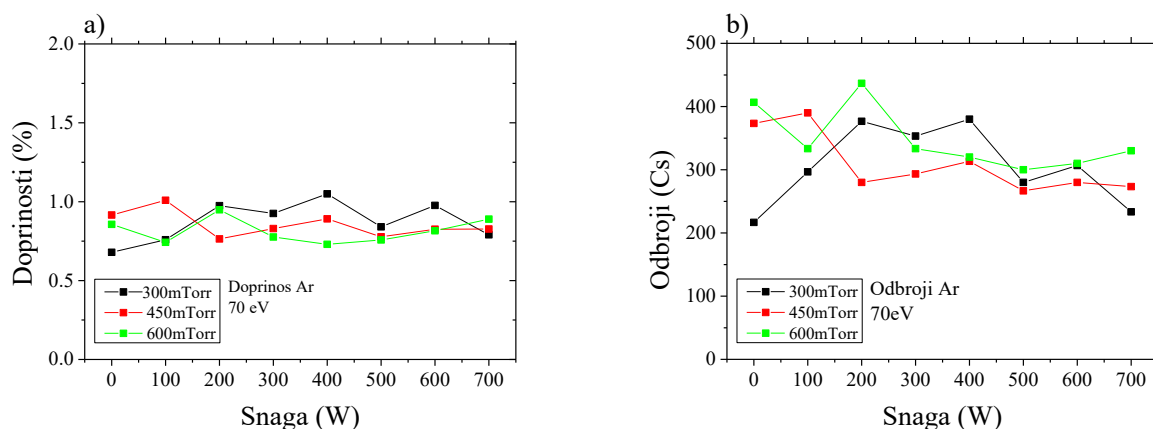 a)
2.0
1.5
1.0
0.5
0.0
Doprinosti (%)
300mTorr
450mTorr
600mTorr
Doprinos Ar
70 eV
0 100 200 300 400 500 600 700
Snaga (W)
b)
500
400
300
200
100
0
Odbroji (Cs)
300mTorr
450mTorr
600mTorr
Odbroji Ar
70eV
0 100 200 300 400 500 600 700
Snaga (W)